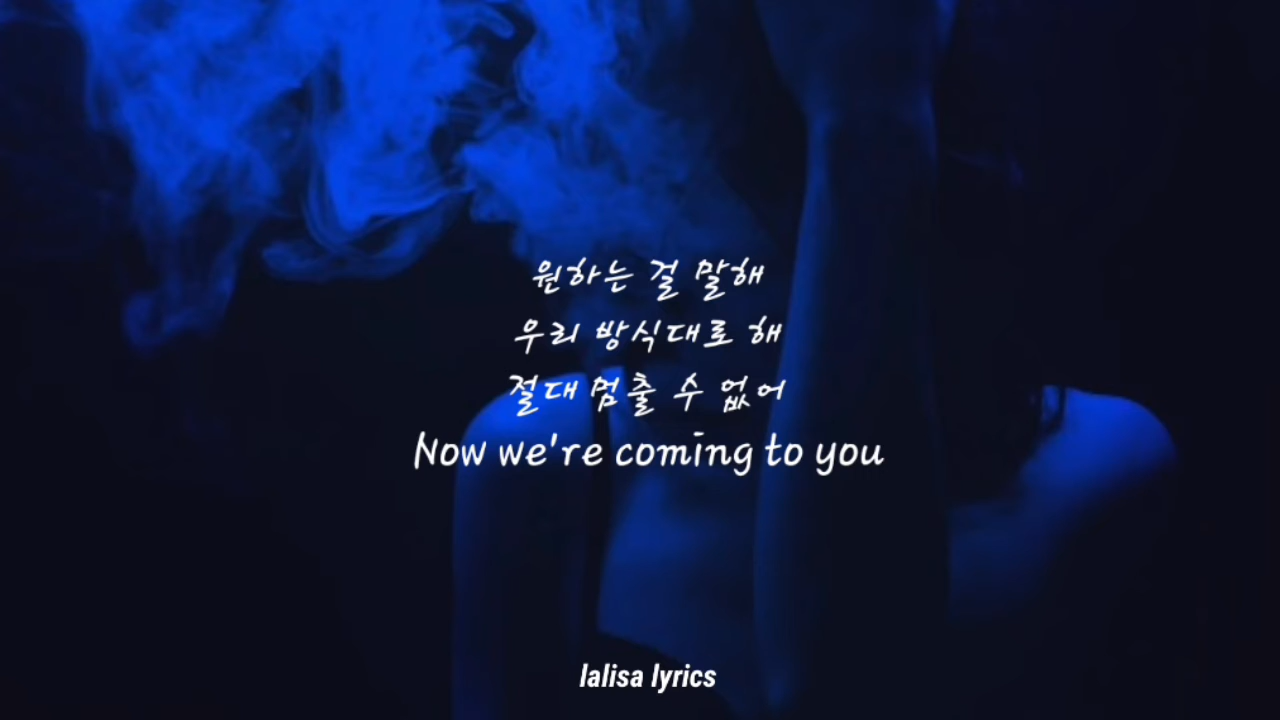 원하는 걸 말해
우리 방식대로 해
절대 멈출 수 없어
Now we're coming to you
lalisa lyrics